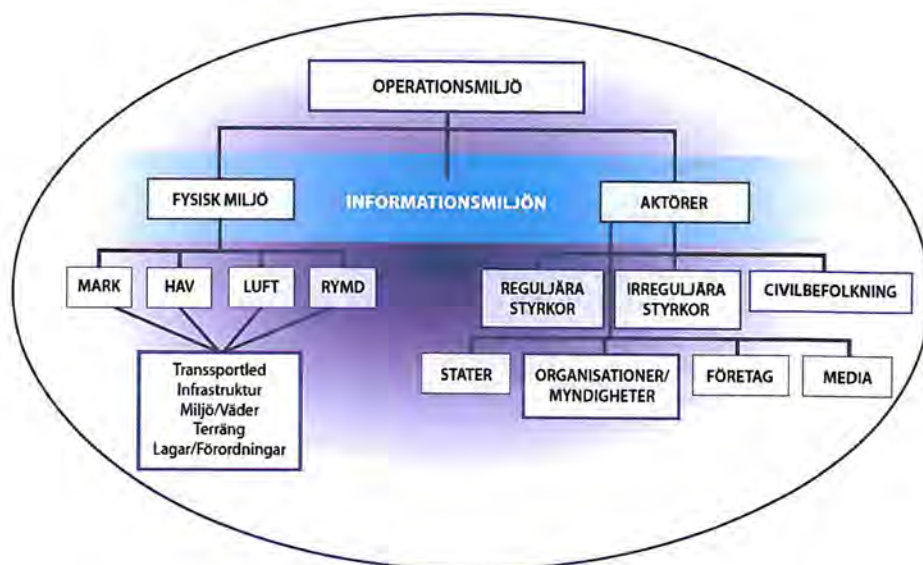 OPERATIONSMILJÖ
FYSISK MILJÖ
INFORMATIONSMILJÖN
AKTÖRER
MARK
HAV
LUFT
RYMD
REGULJÄRA
STYRKOR
IRREGULJÄRA
STYRKOR
CIVILBEFOLKNING
Transsportled
Infrastruktur
Miljö/Väder
Terräng
Lagar/Förordningar
STATER
ORGANISATIONER/
MYNDIGHETER
FÖRETAG
MEDIA